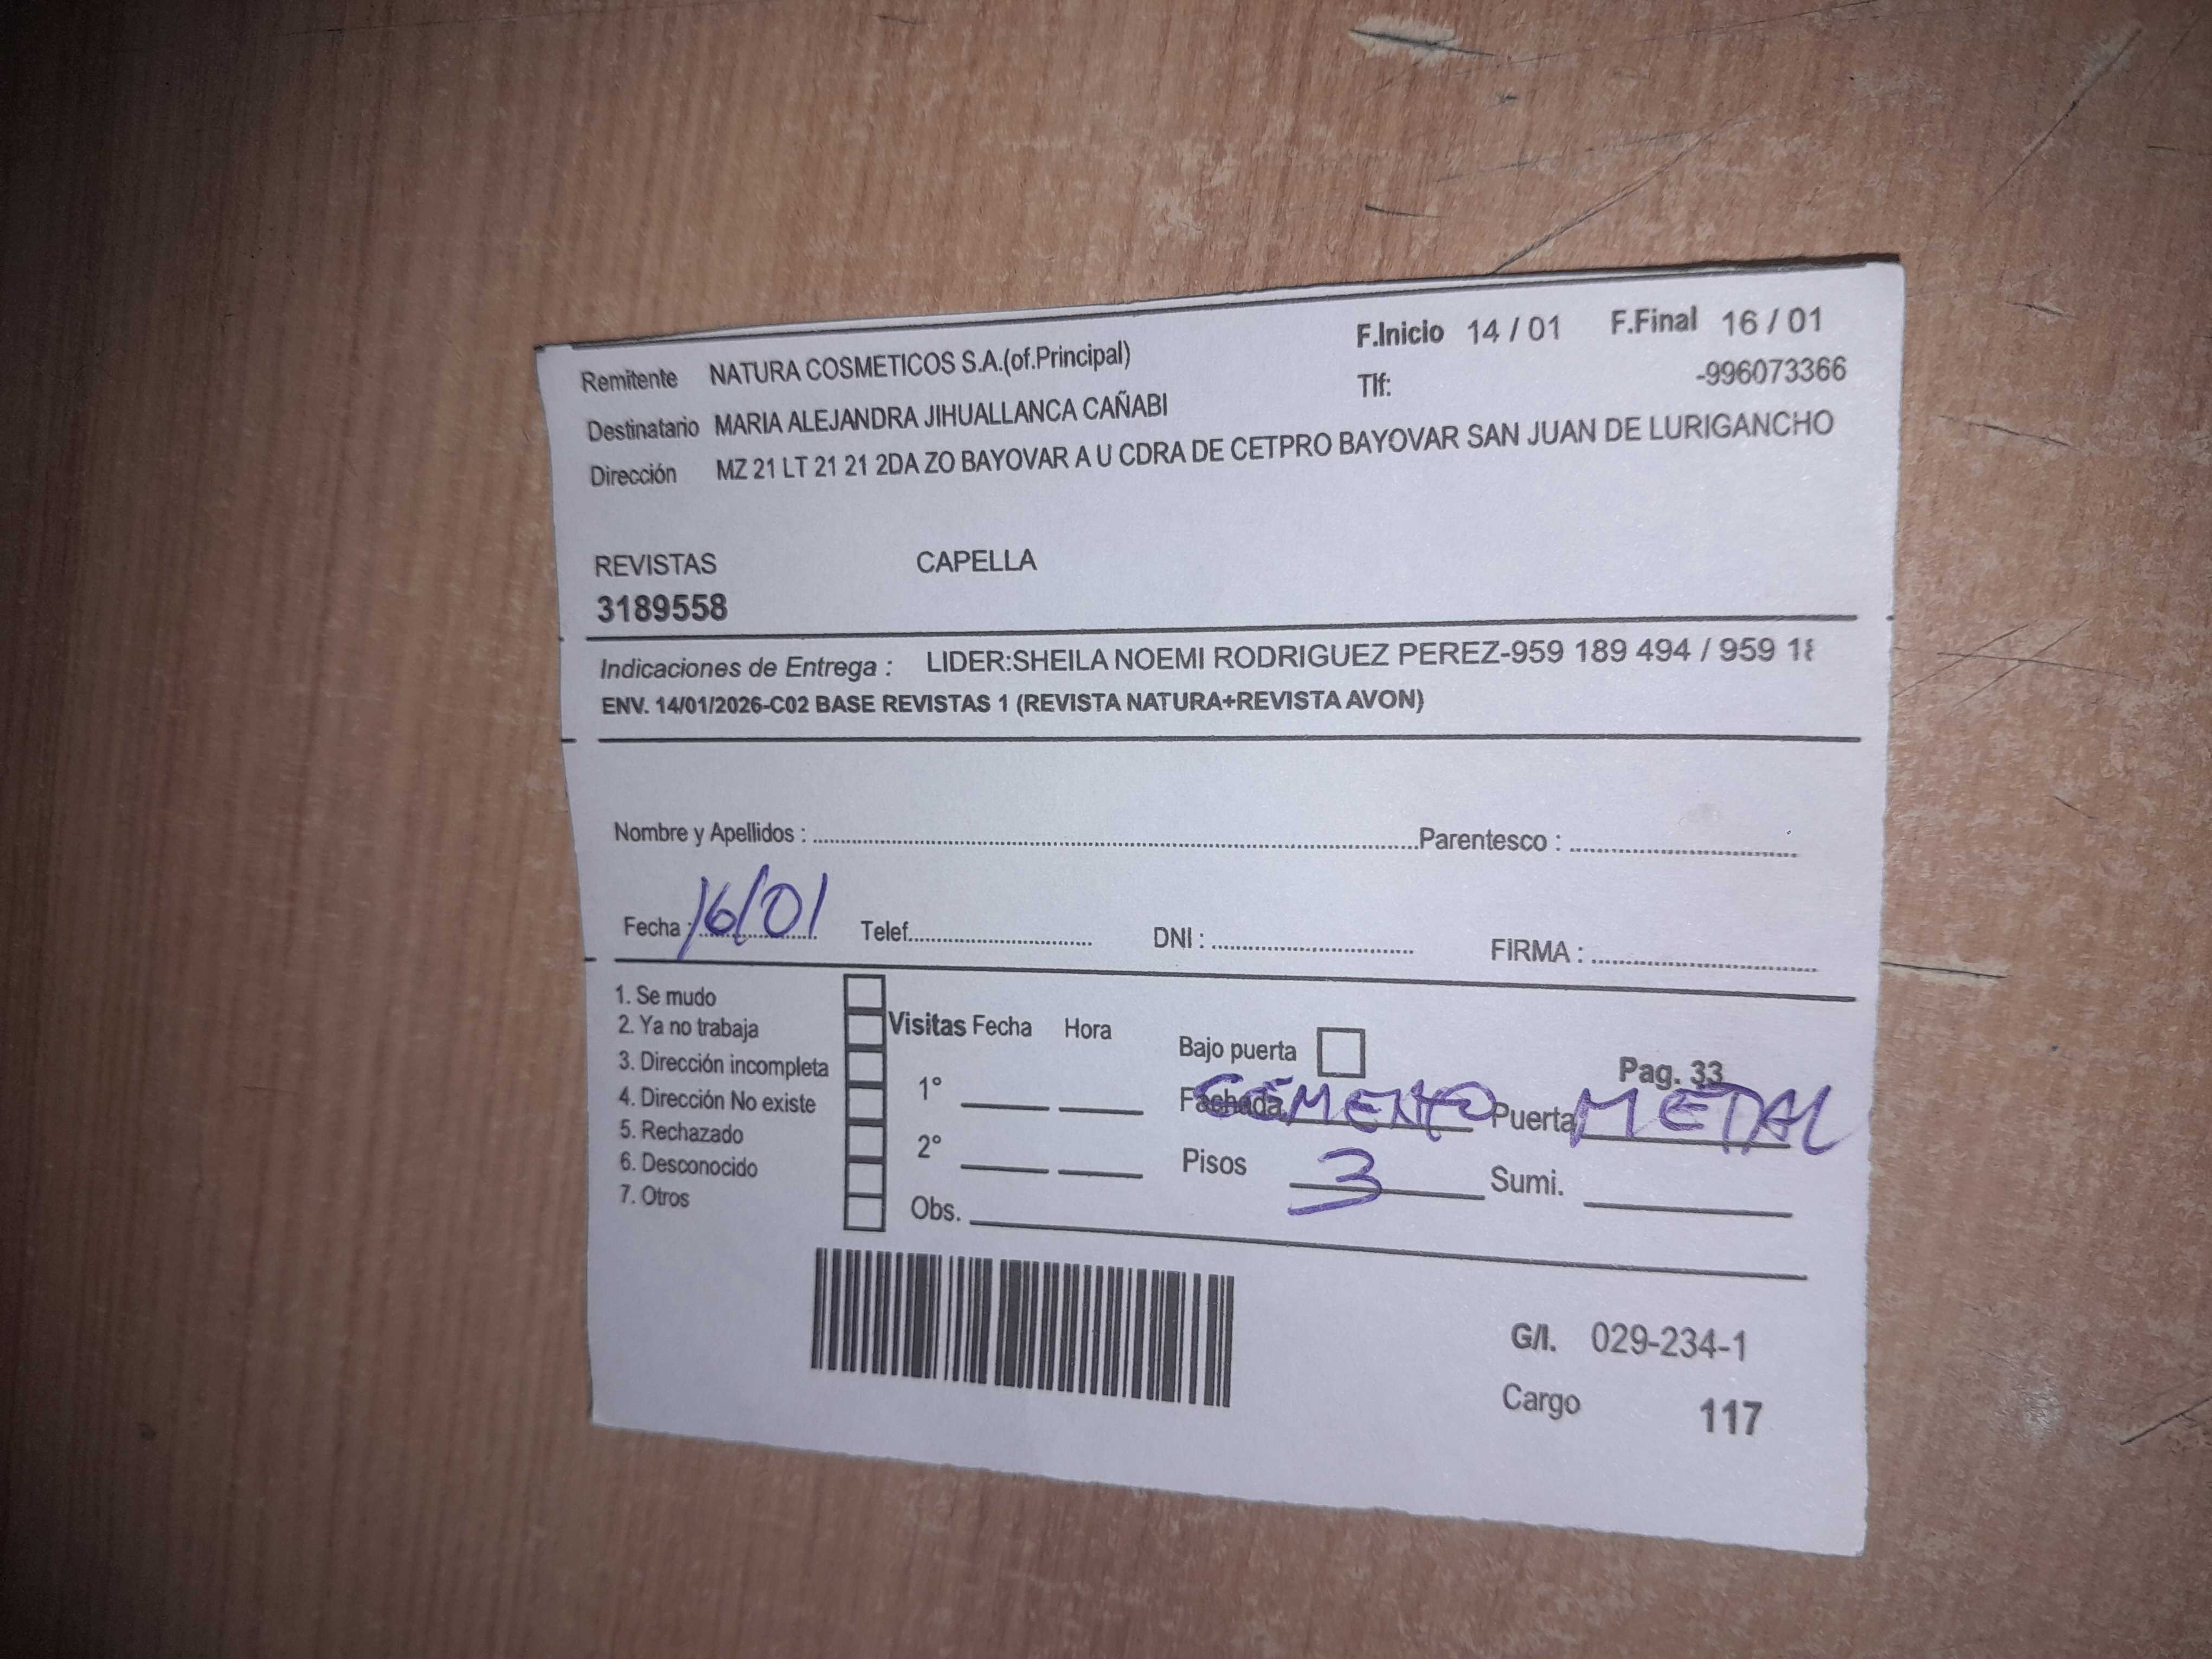 F.Inicio 14 / 01 F.Final 16 / 01
Remitente NATURA COSMETICOS S.A.(of.Principal)
Tlf: -996073366
Destinatario MARIA ALEJANDRA JIHUALLANCA CAÑABI
Dirección MZ 21 LT 21 21 2DA ZO BAYOVAR A U CDRA DE CETPRO BAYOVAR SAN JUAN DE LURIGANCHO
REVISTAS CAPELLA
3189558
Indicaciones de Entrega : LIDER:SHEILA NOEMI RODRIGUEZ PEREZ-959 189 494 / 959 18
ENV. 14/01/2026-C02 BASE REVISTAS 1 (REVISTA NATURA+REVISTA AVON)
Nombre y Apellidos : Parentesco :
Fecha : 16/01 Telef. DNI : FIRMA :
1. Se mudo
2. Ya no trabaja
3. Dirección incompleta
4. Dirección No existe
5. Rechazado
6. Desconocido
7. Otros
Visitas Fecha Hora
1°
2°
Obs.
Bajo puerta
Pag. 33
Fachada CEMENTO Puerta METAL
Pisos 3 Sumi.
G/I. 029-234-1
Cargo 117